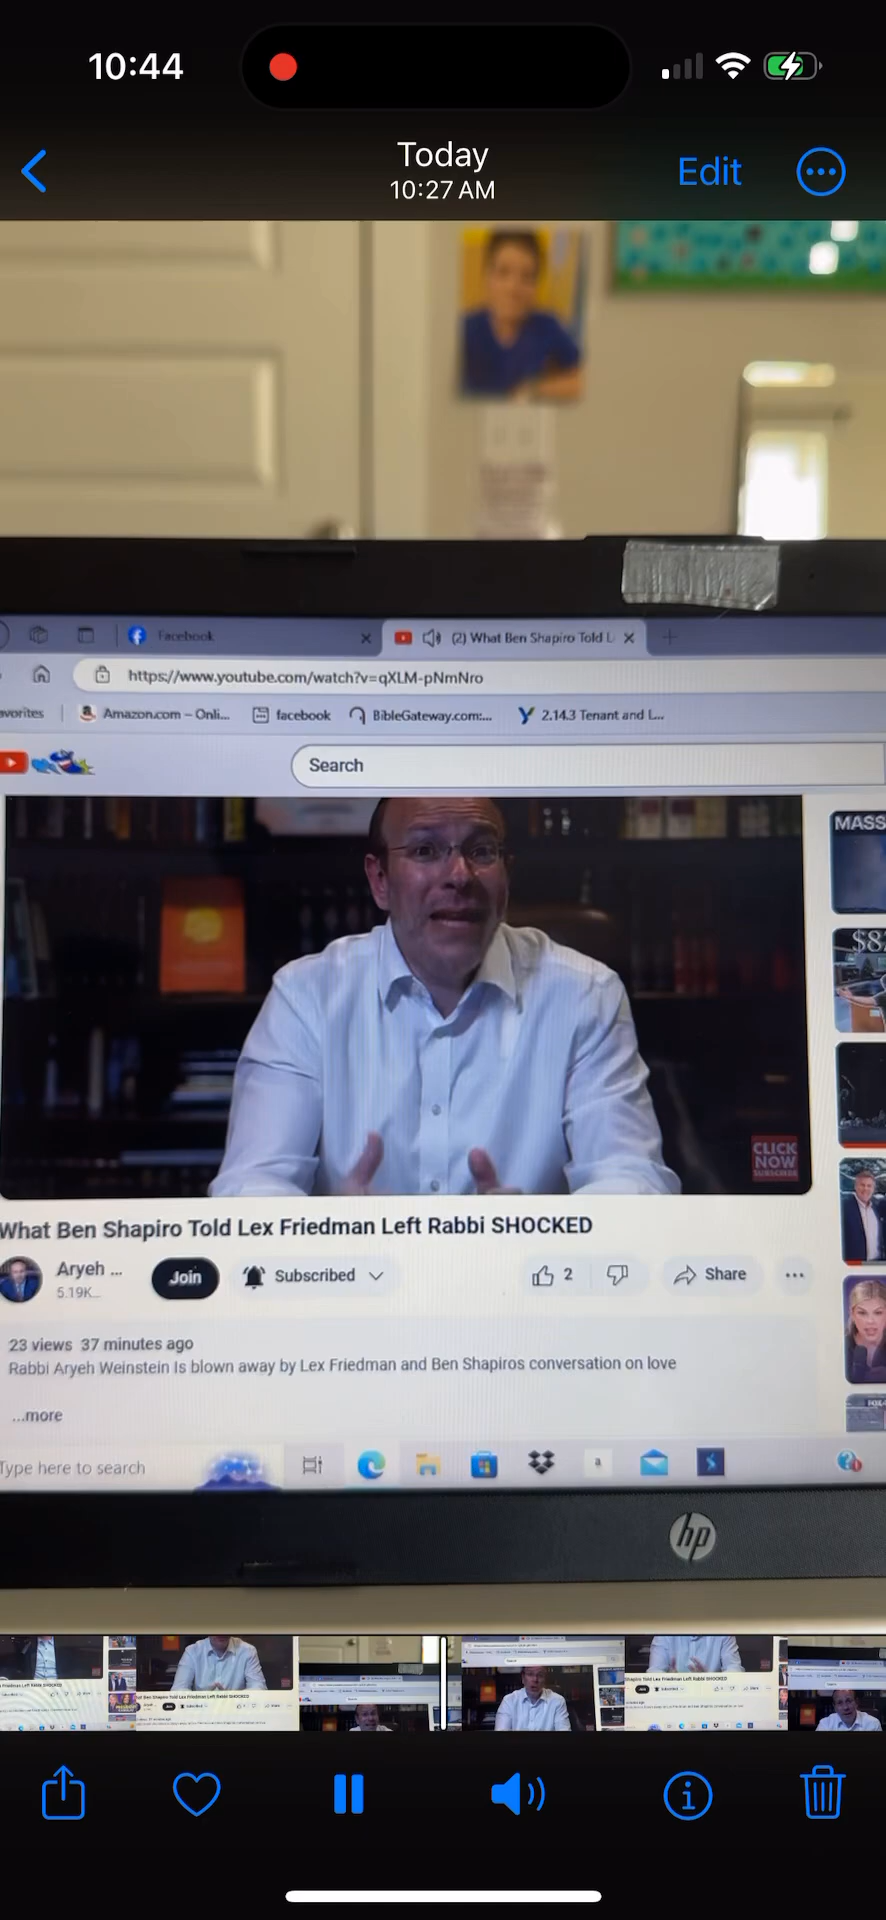 10:44
Today
10:27 AM
Edit
Facebook
(2) What Ben Shapiro Told L
https://www.youtube.com/watch?v=qXLM-pNmNro
avorites
Amazon.com – Onli...
facebook
BibleGateway.com:...
2.14.3 Tenant and L...
Search
MASS
$8
CLICK
NOW
SUBSCRIBE
What Ben Shapiro Told Lex Friedman Left Rabbi SHOCKED
Aryeh ...
5.19K...
Join
Subscribed
2
Share
23 views 37 minutes ago
Rabbi Aryeh Weinstein Is blown away by Lex Friedman and Ben Shapiros conversation on love
...more
Type here to search
a
hp